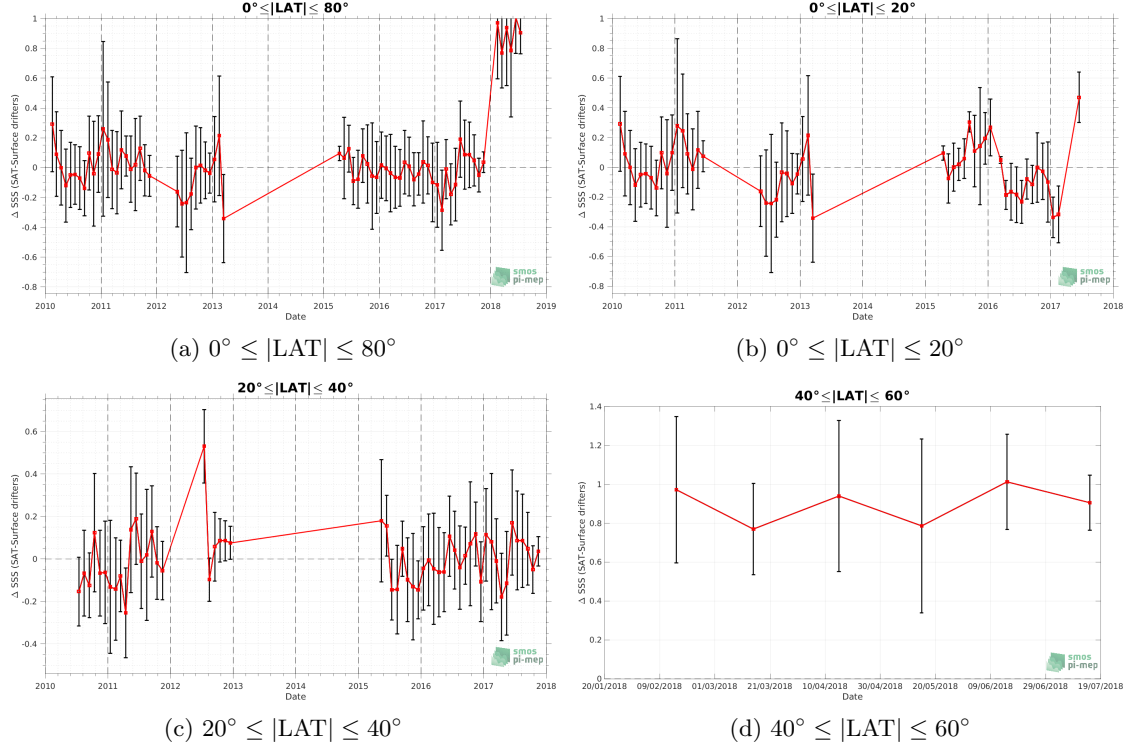 0°≤|LAT|≤ 80°
Δ SSS (SAT-Surface drifters)
1
0.8
0.6
0.4
0.2
0
-0.2
-0.4
-0.6
-0.8
2010 2011 2012 2013 2014 2015 2016 2017 2018 2019
Date
smos
pi-mep
(a) 0° ≤ |LAT| ≤ 80°
0°≤|LAT|≤ 20°
Δ SSS (SAT-Surface drifters)
1
0.8
0.6
0.4
0.2
0
-0.2
-0.4
-0.6
-0.8
2010 2011 2012 2013 2014 2015 2016 2017 2018
Date
smos
pi-mep
(b) 0° ≤ |LAT| ≤ 20°
20°≤|LAT|≤ 40°
Δ SSS (SAT-Surface drifters)
0.6
0.4
0.2
0
-0.2
-0.4
2010 2011 2012 2013 2014 2015 2016 2017 2018
Date
smos
pi-mep
(c) 20° ≤ |LAT| ≤ 40°
40°≤|LAT|≤ 60°
Δ SSS (SAT-Surface drifters)
1.4
1.2
1
0.8
0.6
0.4
0.2
0
20/01/2018 09/02/2018 01/03/2018 21/03/2018 10/04/2018 30/04/2018 20/05/2018 09/06/2018 29/06/2018 19/07/2018
Date
smos
pi-mep
(d) 40° ≤ |LAT| ≤ 60°